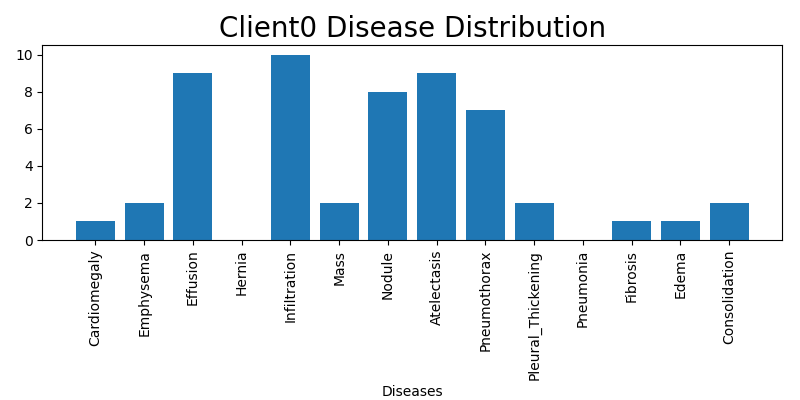 Client0 Disease Distribution
10
8
6
4
2
0
Cardiomegaly
Emphysema
Effusion
Hernia
Infiltration
Mass
Nodule
Atelectasis
Pneumothorax
Pleural_Thickening
Pneumonia
Fibrosis
Edema
Consolidation
Diseases